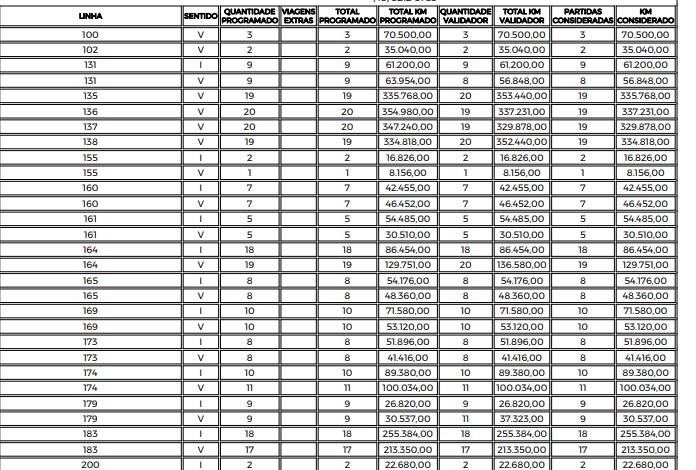 LINHA SENTIDO QUANTIDADE PROGRAMADO VIAGENS EXTRAS TOTAL PROGRAMADO TOTAL KM PROGRAMADO QUANTIDADE VALIDADOR TOTAL KM VALIDADOR PARTIDAS CONSIDERADAS KM CONSIDERADO
100 V 3 3 70.500,00 3 70.500,00 3 70.500,00
102 V 2 2 35.040,00 2 35.040,00 2 35.040,00
131 I 9 9 61.200,00 9 61.200,00 9 61.200,00
131 V 9 9 63.954,00 8 56.848,00 8 56.848,00
135 V 19 19 335.768,00 20 353.440,00 19 335.768,00
136 V 20 20 354.980,00 19 337.231,00 19 337.231,00
137 V 20 20 347.240,00 19 329.878,00 19 329.878,00
138 V 19 19 334.818,00 20 352.440,00 19 334.818,00
155 I 2 2 16.826,00 2 16.826,00 2 16.826,00
155 V 1 1 8.156,00 1 8.156,00 1 8.156,00
160 I 7 7 42.455,00 7 42.455,00 7 42.455,00
160 V 7 7 46.452,00 7 46.452,00 7 46.452,00
161 I 5 5 54.485,00 5 54.485,00 5 54.485,00
161 V 5 5 30.510,00 5 30.510,00 5 30.510,00
164 I 18 18 86.454,00 18 86.454,00 18 86.454,00
164 V 19 19 129.751,00 20 136.580,00 19 129.751,00
165 I 8 8 54.176,00 8 54.176,00 8 54.176,00
165 V 8 8 48.360,00 8 48.360,00 8 48.360,00
169 I 10 10 71.580,00 10 71.580,00 10 71.580,00
169 V 10 10 53.120,00 10 53.120,00 10 53.120,00
173 I 8 8 51.896,00 8 51.896,00 8 51.896,00
173 V 8 8 41.416,00 8 41.416,00 8 41.416,00
174 I 10 10 89.380,00 10 89.380,00 10 89.380,00
174 V 11 11 100.034,00 11 100.034,00 11 100.034,00
179 I 9 9 26.820,00 9 26.820,00 9 26.820,00
179 V 9 9 30.537,00 11 37.323,00 9 30.537,00
183 I 18 18 255.384,00 18 255.384,00 18 255.384,00
183 V 17 17 213.350,00 17 213.350,00 17 213.350,00
200 I 2 2 22.680,00 2 22.680,00 2 22.680,00